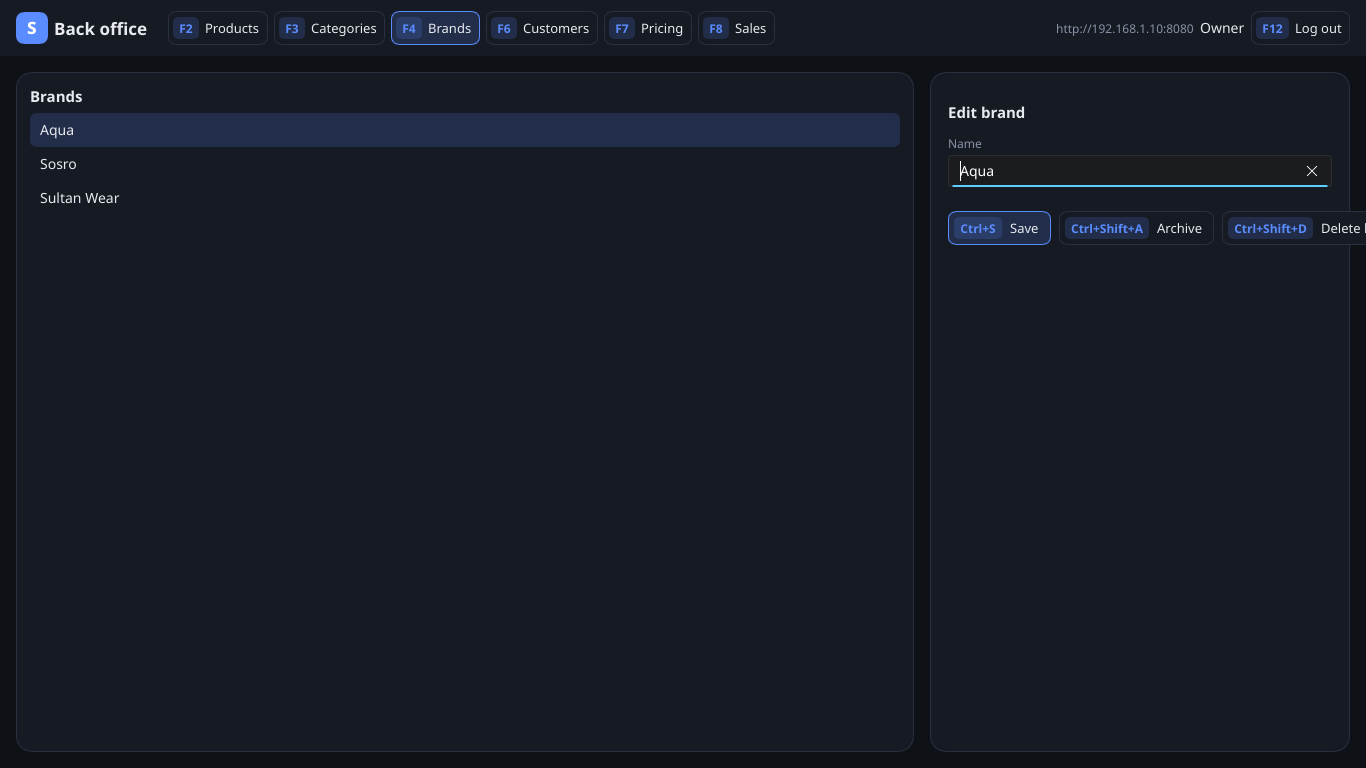 S Back office F2 Products F3 Categories F4 Brands F6 Customers F7 Pricing F8 Sales http://192.168.1.10:8080 Owner F12 Log out
Brands
Aqua
Sosro
Sultan Wear
Edit brand
Name
Aqua
Ctrl+S Save Ctrl+Shift+A Archive Ctrl+Shift+D Delete